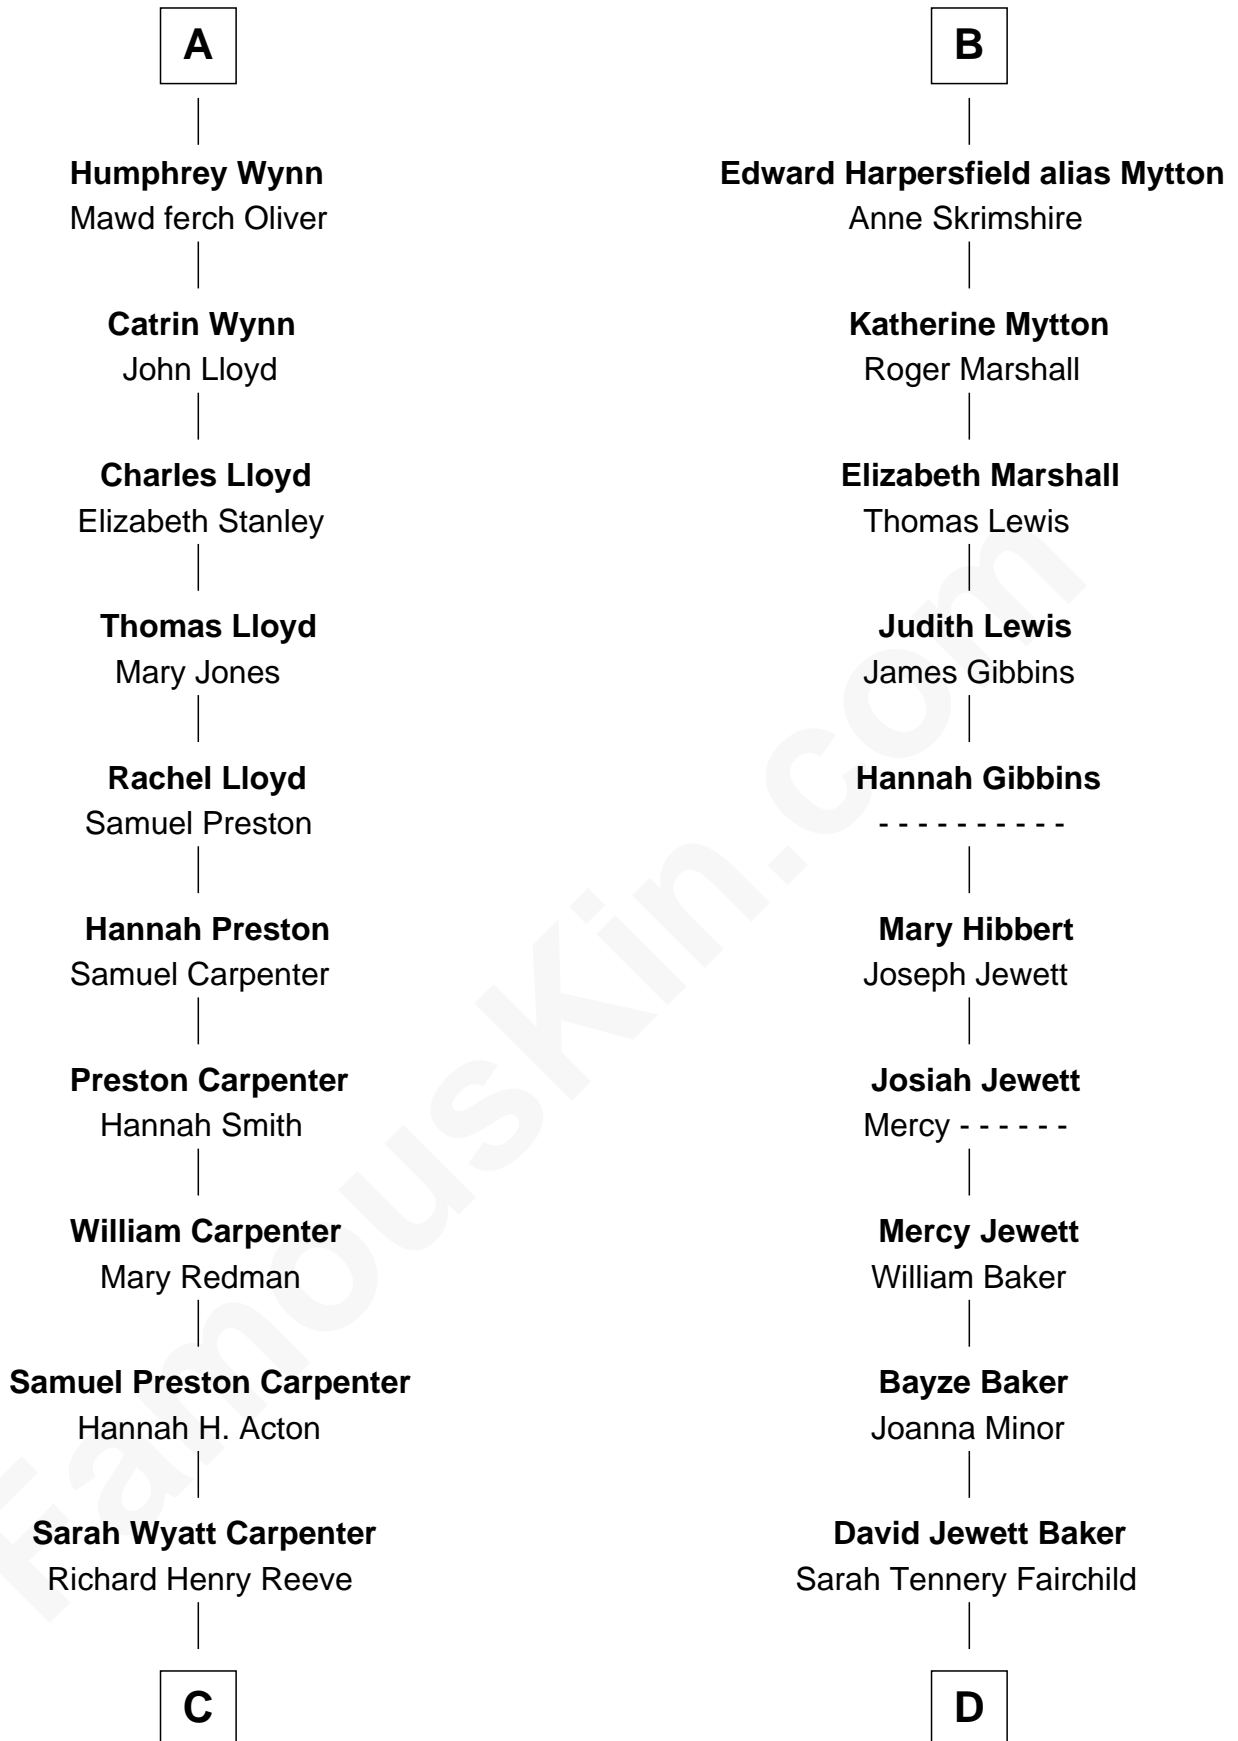 A
Humphrey Wynn
Mawd ferch Oliver
Catrin Wynn
John Lloyd
Charles Lloyd
Elizabeth Stanley
Thomas Lloyd
Mary Jones
Rachel Lloyd
Samuel Preston
Hannah Preston
Samuel Carpenter
Preston Carpenter
Hannah Smith
William Carpenter
Mary Redman
Samuel Preston Carpenter
Hannah H. Acton
Sarah Wyatt Carpenter
Richard Henry Reeve
C
B
Edward Harpersfield alias Mytton
Anne Skrimshire
Katherine Mytton
Roger Marshall
Elizabeth Marshall
Thomas Lewis
Judith Lewis
James Gibbins
Hannah Gibbins
- - - - - - - - - -
Mary Hibbert
Joseph Jewett
Josiah Jewett
Mercy - - - - - -
Mercy Jewett
William Baker
Bayze Baker
Joanna Minor
David Jewett Baker
Sarah Tennery Fairchild
D
FamousKin.com